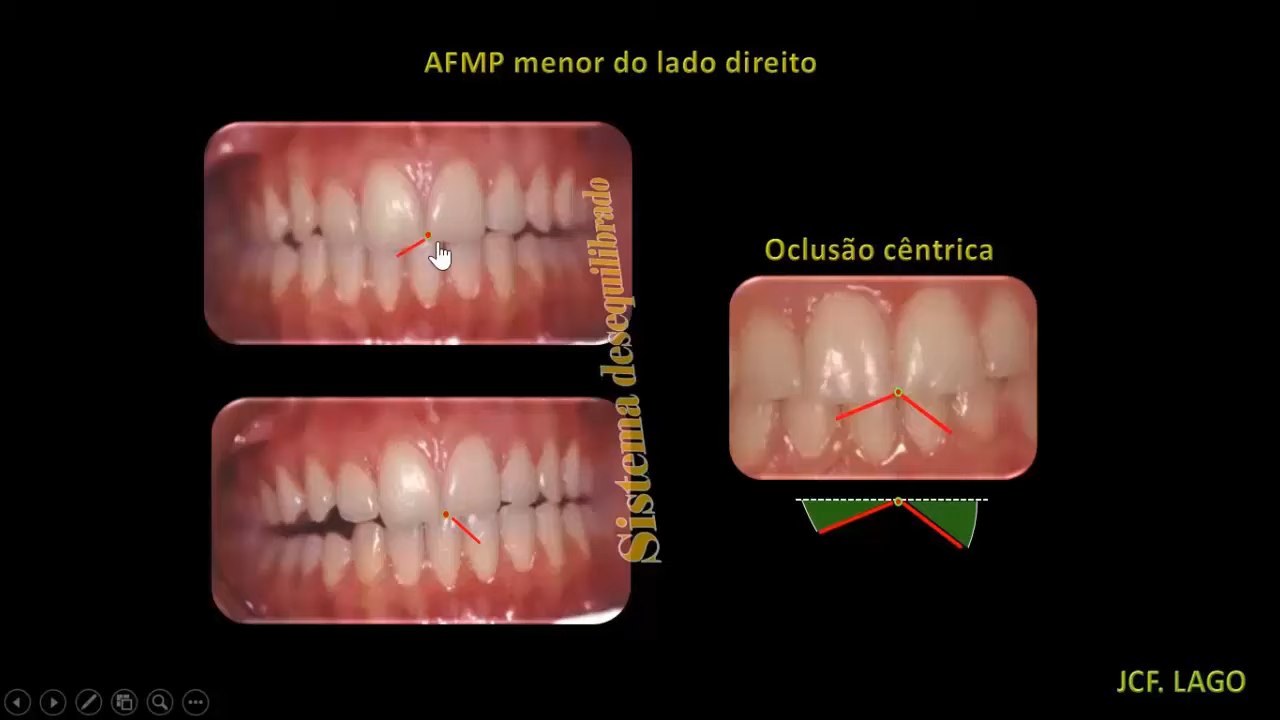 AFMP menor do lado direito
Sistema desequilibrado
Oclusão cêntrica
JCF. LAGO